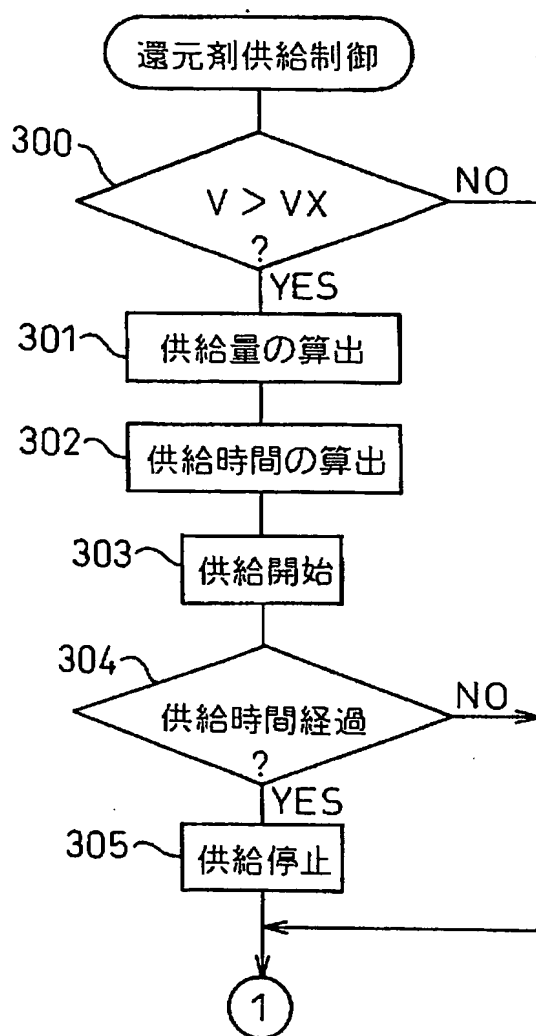 還元剤供給制御
300
V > VX
?
NO
YES
301
供給量の算出
302
供給時間の算出
303
供給開始
304
供給時間経過
?
NO
YES
305
供給停止
1